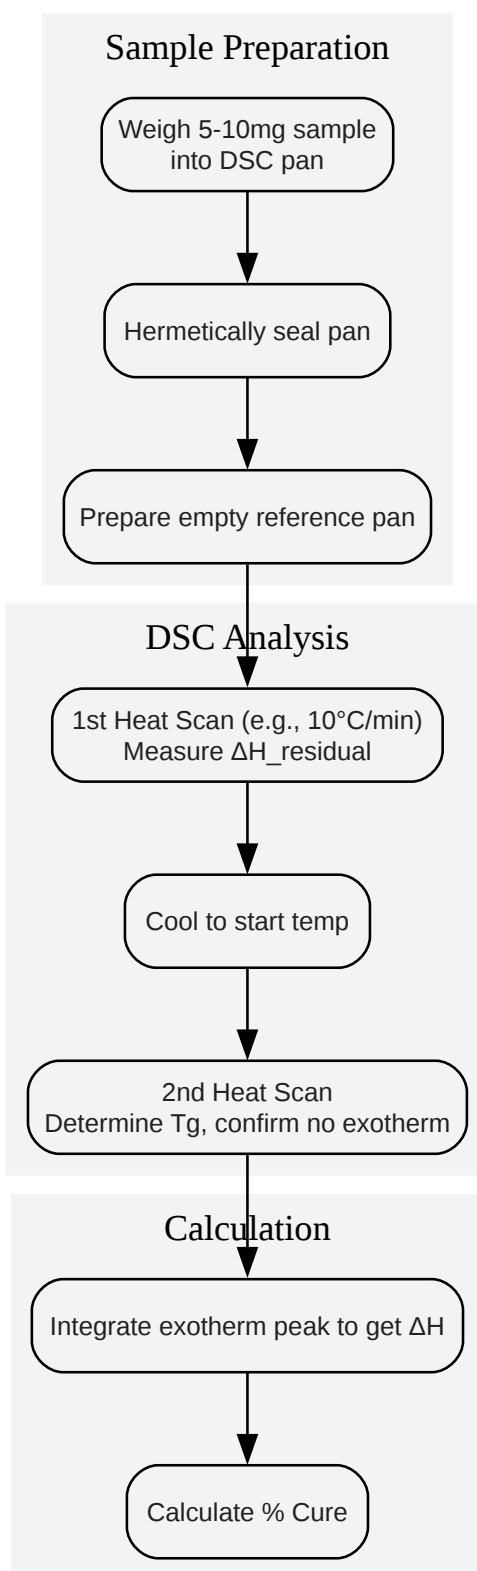 Sample Preparation
Weigh 5-10mg sample
into DSC pan
Hermetically seal pan
Prepare empty reference pan
DSC Analysis
1st Heat Scan (e.g., 10°C/min)
Measure ΔH_residual
Cool to start temp
2nd Heat Scan
Determine Tg, confirm no exotherm
Calculation
Integrate exotherm peak to get ΔH
Calculate % Cure